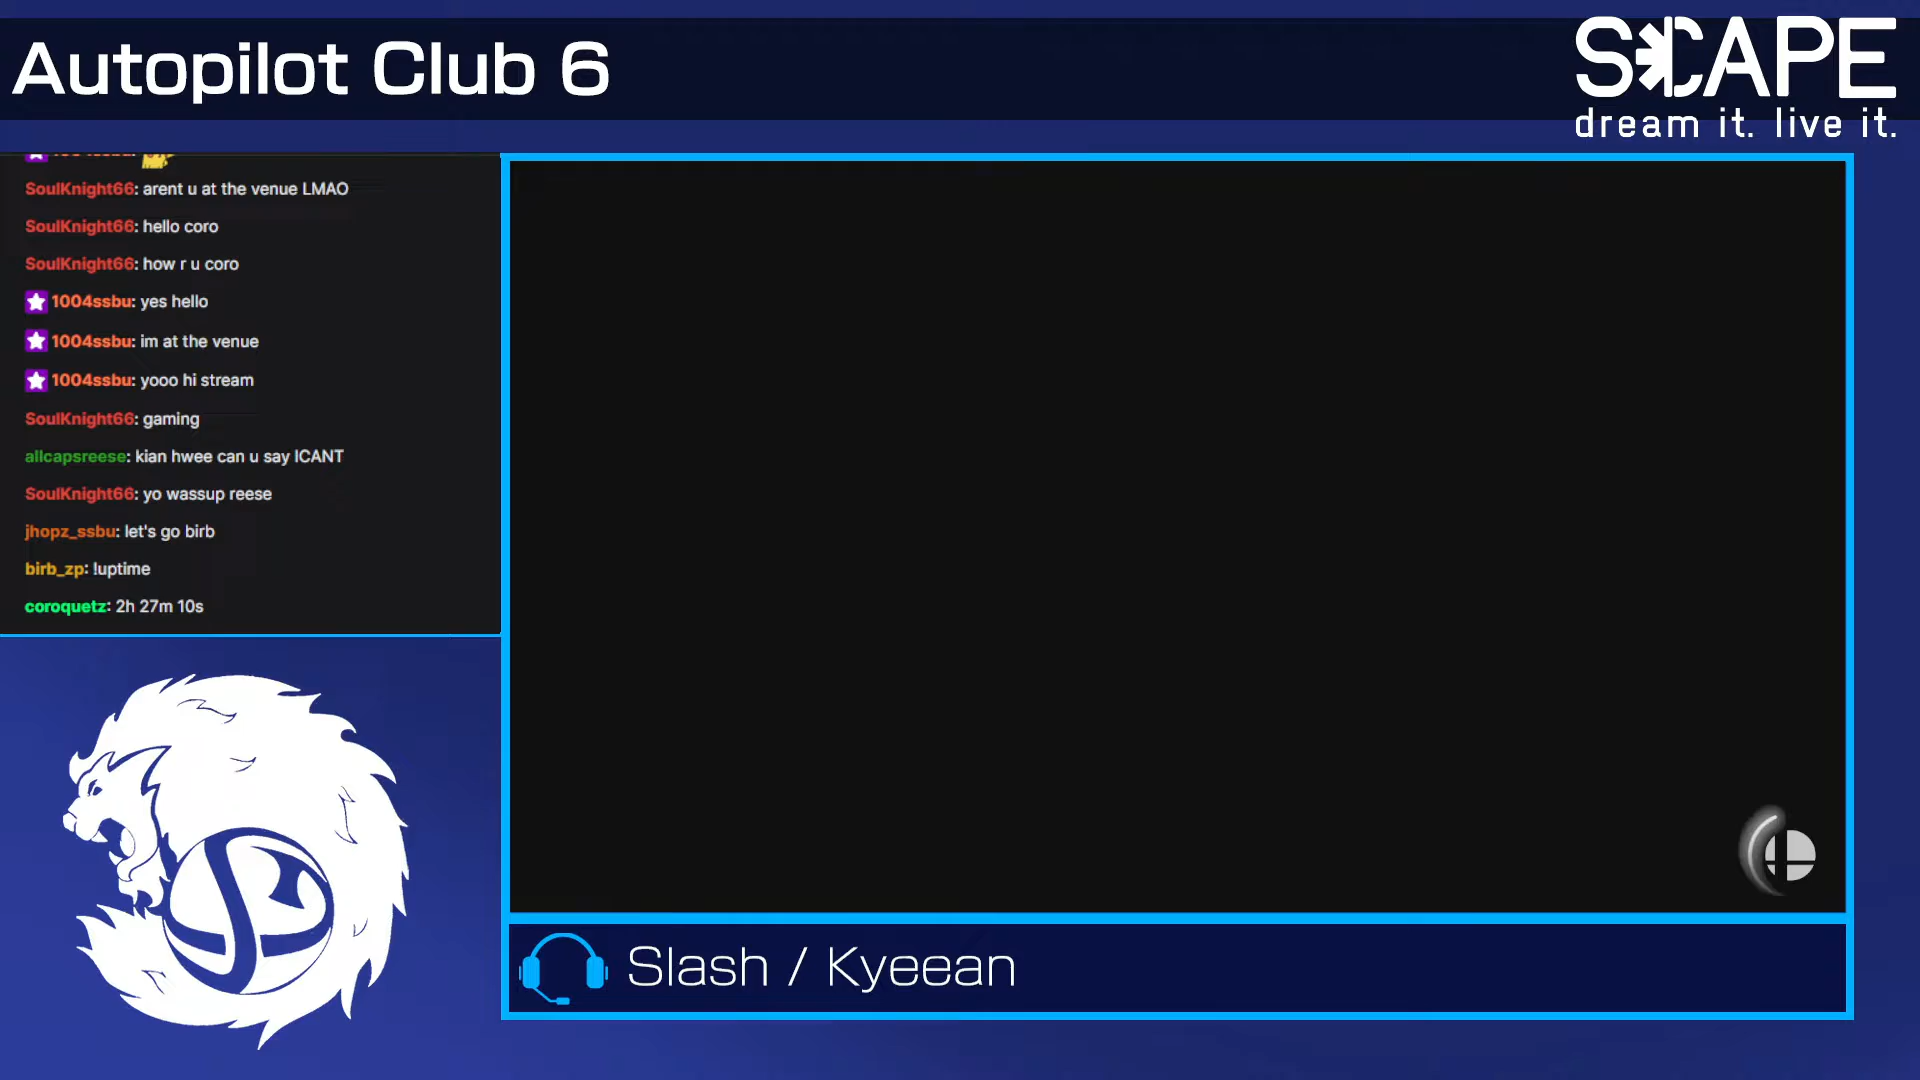 Autopilot Club 6
SCAPE
dream it. live it.
SoulKnight66: arent u at the venue LMAO
SoulKnight66: hello coro
SoulKnight66: how r u coro
1004ssbu: yes hello
1004ssbu: im at the venue
1004ssbu: yooo hi stream
SoulKnight66: gaming
allcapsreese: kian hwee can u say ICANT
SoulKnight66: yo wassup reese
jhopz_ssbu: let's go birb
birb_zp: !uptime
coroquetz: 2h 27m 10s
Slash / Kyeean